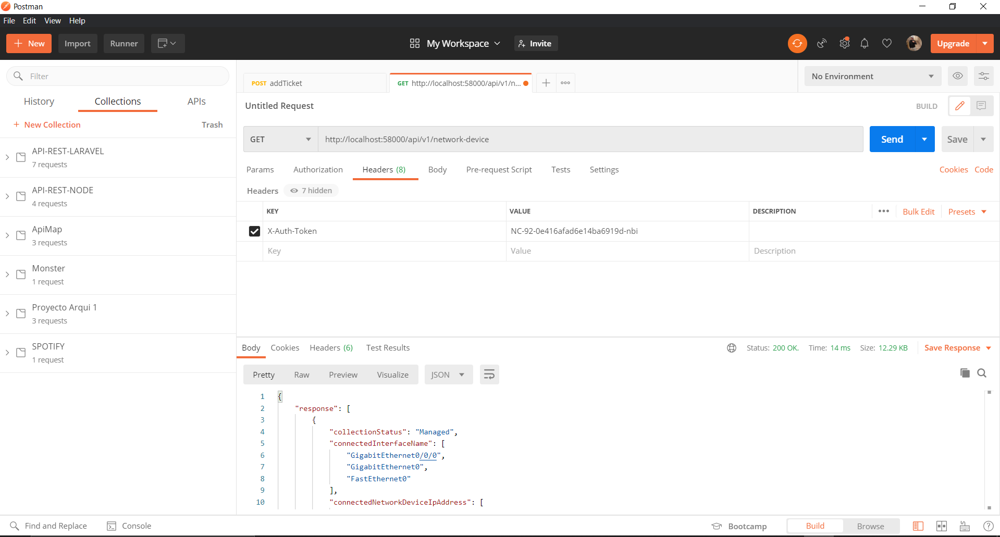 Postman
File Edit View Help
New Import Runner My Workspace Invite Upgrade
Filter
History Collections APIs
New Collection Trash
API-REST-LARAVEL
7 requests
API-REST-NODE
4 requests
ApiMap
3 requests
Monster
1 request
Proyecto Arqui 1
3 requests
SPOTIFY
1 request
POST addTicket GET http://localhost:58000/api/v1/n... No Environment
Untitled Request BUILD
GET http://localhost:58000/api/v1/network-device Send Save
Params Authorization Headers (8) Body Pre-request Script Tests Settings Cookies Code
Headers 7 hidden
KEY VALUE DESCRIPTION Bulk Edit Presets
X-Auth-Token NC-92-0e416afad6e14ba6919d-nbi
Key Value Description
Body Cookies Headers (6) Test Results Status: 200 OK. Time: 14 ms Size: 12.29 KB Save Response
Pretty Raw Preview Visualize JSON
1 {
2 "response": [
3 {
4 "collectionStatus": "Managed",
5 "connectedInterfaceName": [
6 "GigabitEthernet0/0/0",
7 "GigabitEthernet0",
8 "FastEthernet0"
9 ],
10 "connectedNetworkDeviceIpAddress": [
Find and Replace Console Bootcamp Build Browse